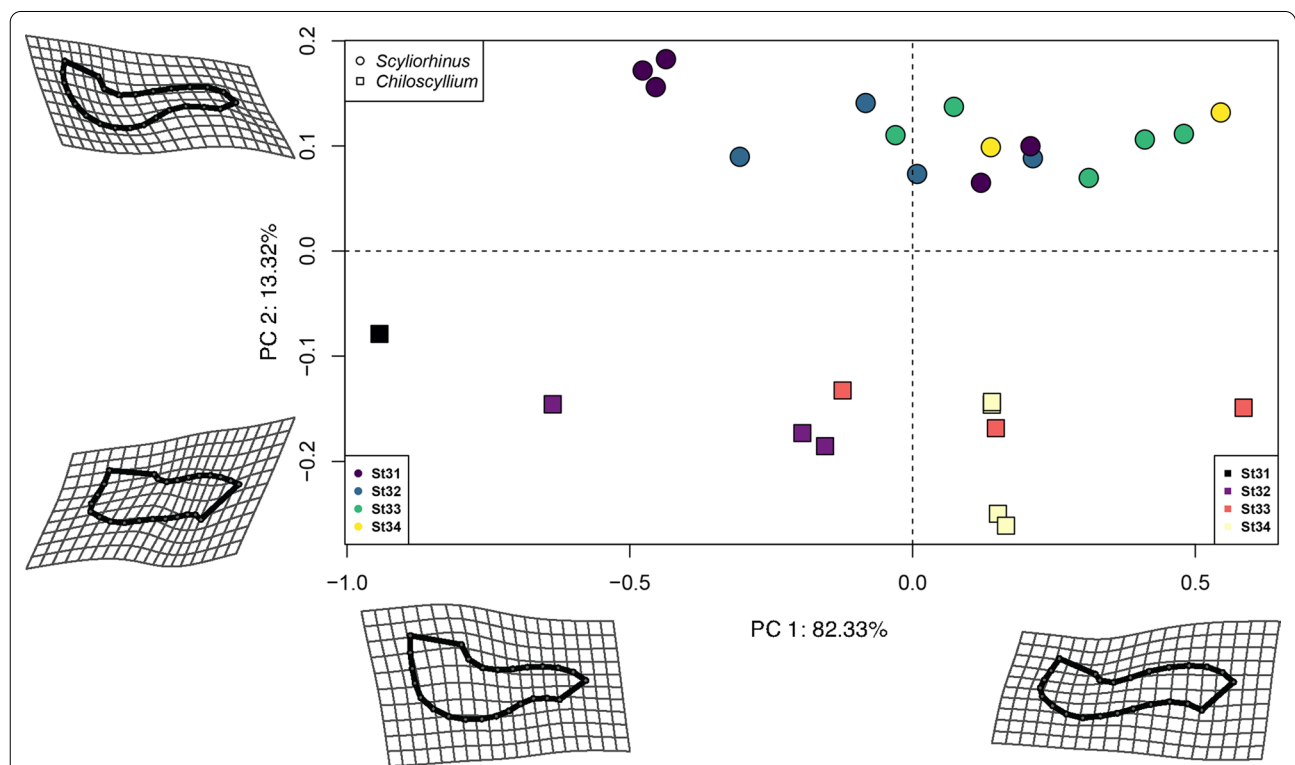 Scyliorhinus
Chiloscyllium
0.2
0.1
0.0
−0.1
−0.2
PC 2: 13.32%
St31
St32
St33
St34
St31
St32
St33
St34
−1.0 −0.5 0.0 0.5
PC 1: 82.33%